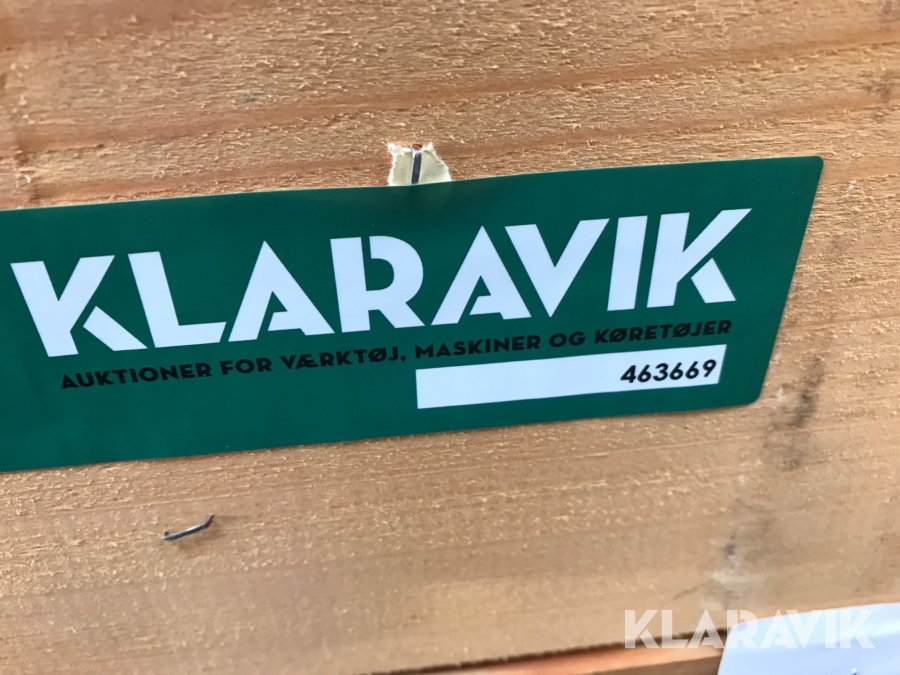 KLARAVIK
AUKTIONER FOR VÆRKTØJ, MASKINER OG KØRETØJER
463669
KLARAVIK